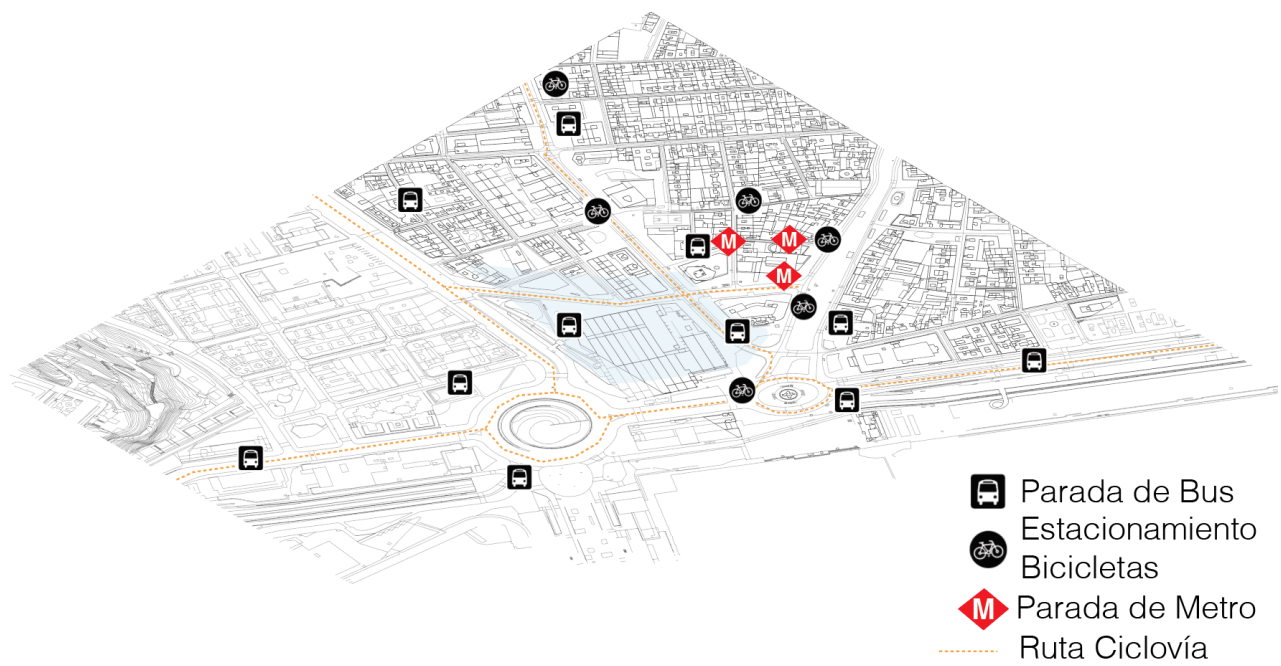 M
M
M
Parada de Bus
Estacionamiento
Bicicletas
M
Parada de Metro
Ruta Ciclovía